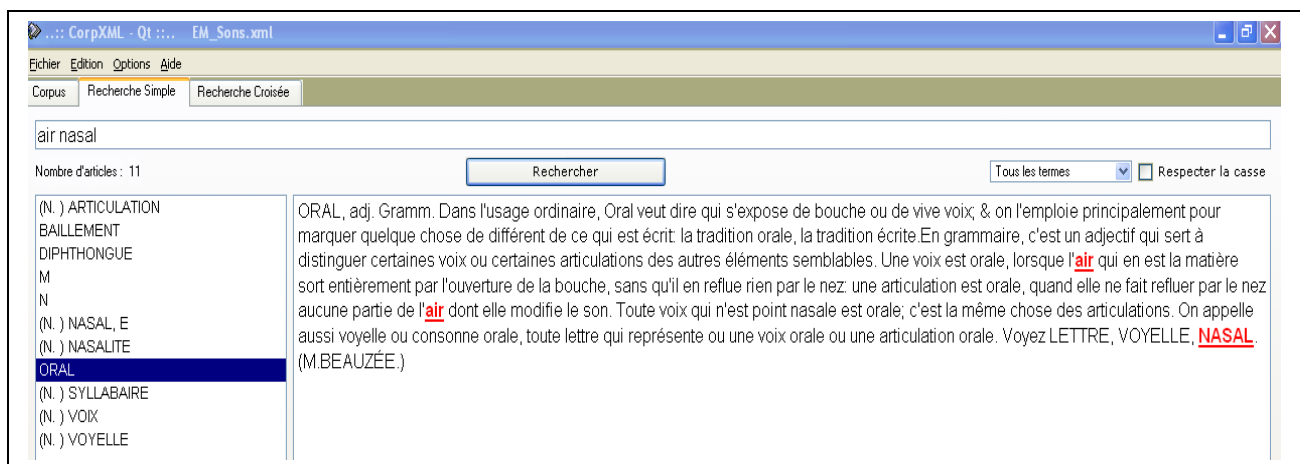 ..:: CorpXML - Qt ::.. EM_Sons.xml
Fichier Edition Options Aide
Corpus Recherche Simple Recherche Croisée
air nasal
Nombre d'articles : 11 Rechercher Tous les termes Respecter la casse
(N. ) ARTICULATION
BAILLEMENT
DIPHTHONGUE
M
N
(N. ) NASAL, E
(N. ) NASALITE
ORAL
(N. ) SYLLABAIRE
(N. ) VOIX
(N. ) VOYELLE
ORAL, adj. Gramm. Dans l'usage ordinaire, Oral veut dire qui s'expose de bouche ou de vive voix; & on l'emploie principalement pour
marquer quelque chose de différent de ce qui est écrit: la tradition orale, la tradition écrite.En grammaire, c'est un adjectif qui sert à
distinguer certaines voix ou certaines articulations des autres éléments semblables. Une voix est orale, lorsque l'air qui en est la matière
sort entièrement par l'ouverture de la bouche, sans qu'il en reflue rien par le nez: une articulation est orale, quand elle ne fait refluer par le nez
aucune partie de l'air dont elle modifie le son. Toute voix qui n'est point nasale est orale; c'est la même chose des articulations. On appelle
aussi voyelle ou consonne orale, toute lettre qui représente ou une voix orale ou une articulation orale. Voyez LETTRE, VOYELLE, NASAL.
(M.BEAUZÉE.)